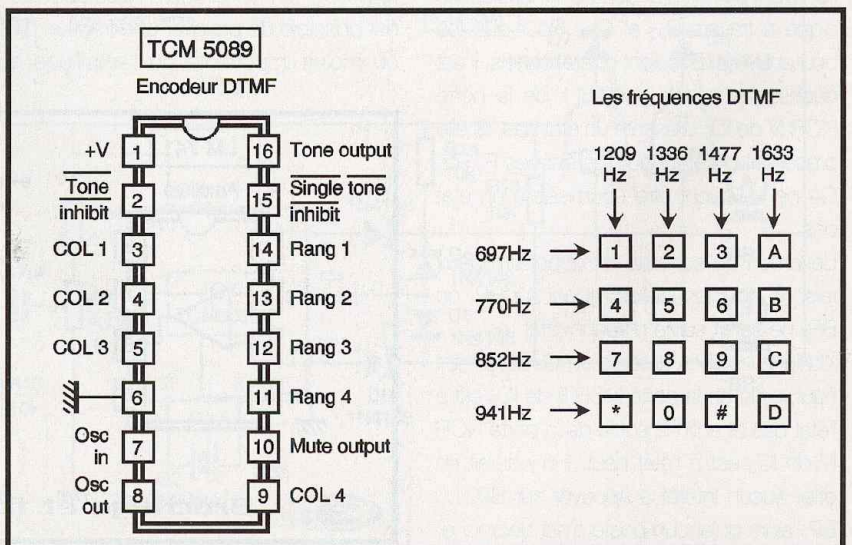 TCM 5089
Encodeur DTMF
+V 1 16 Tone output
Tone inhibit 2 15 Single tone inhibit
COL 1 3 14 Rang 1
COL 2 4 13 Rang 2
COL 3 5 12 Rang 3
6 11 Rang 4
Osc in 7 10 Mute output
Osc out 8 9 COL 4
Les fréquences DTMF
1209 1336 1477 1633
Hz Hz Hz Hz
697Hz 1 2 3 A
770Hz 4 5 6 B
852Hz 7 8 9 C
941Hz * 0 # D